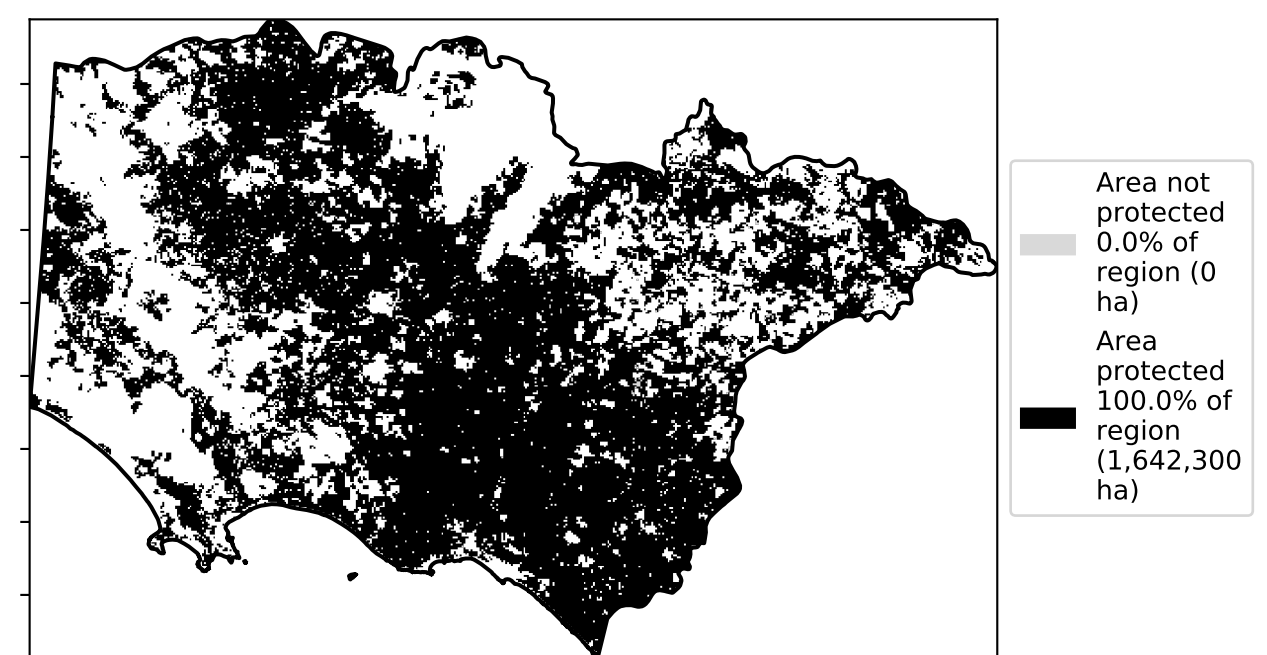 Area not
protected
0.0% of
region (0
ha)
Area
protected
100.0% of
region
(1,642,300
ha)